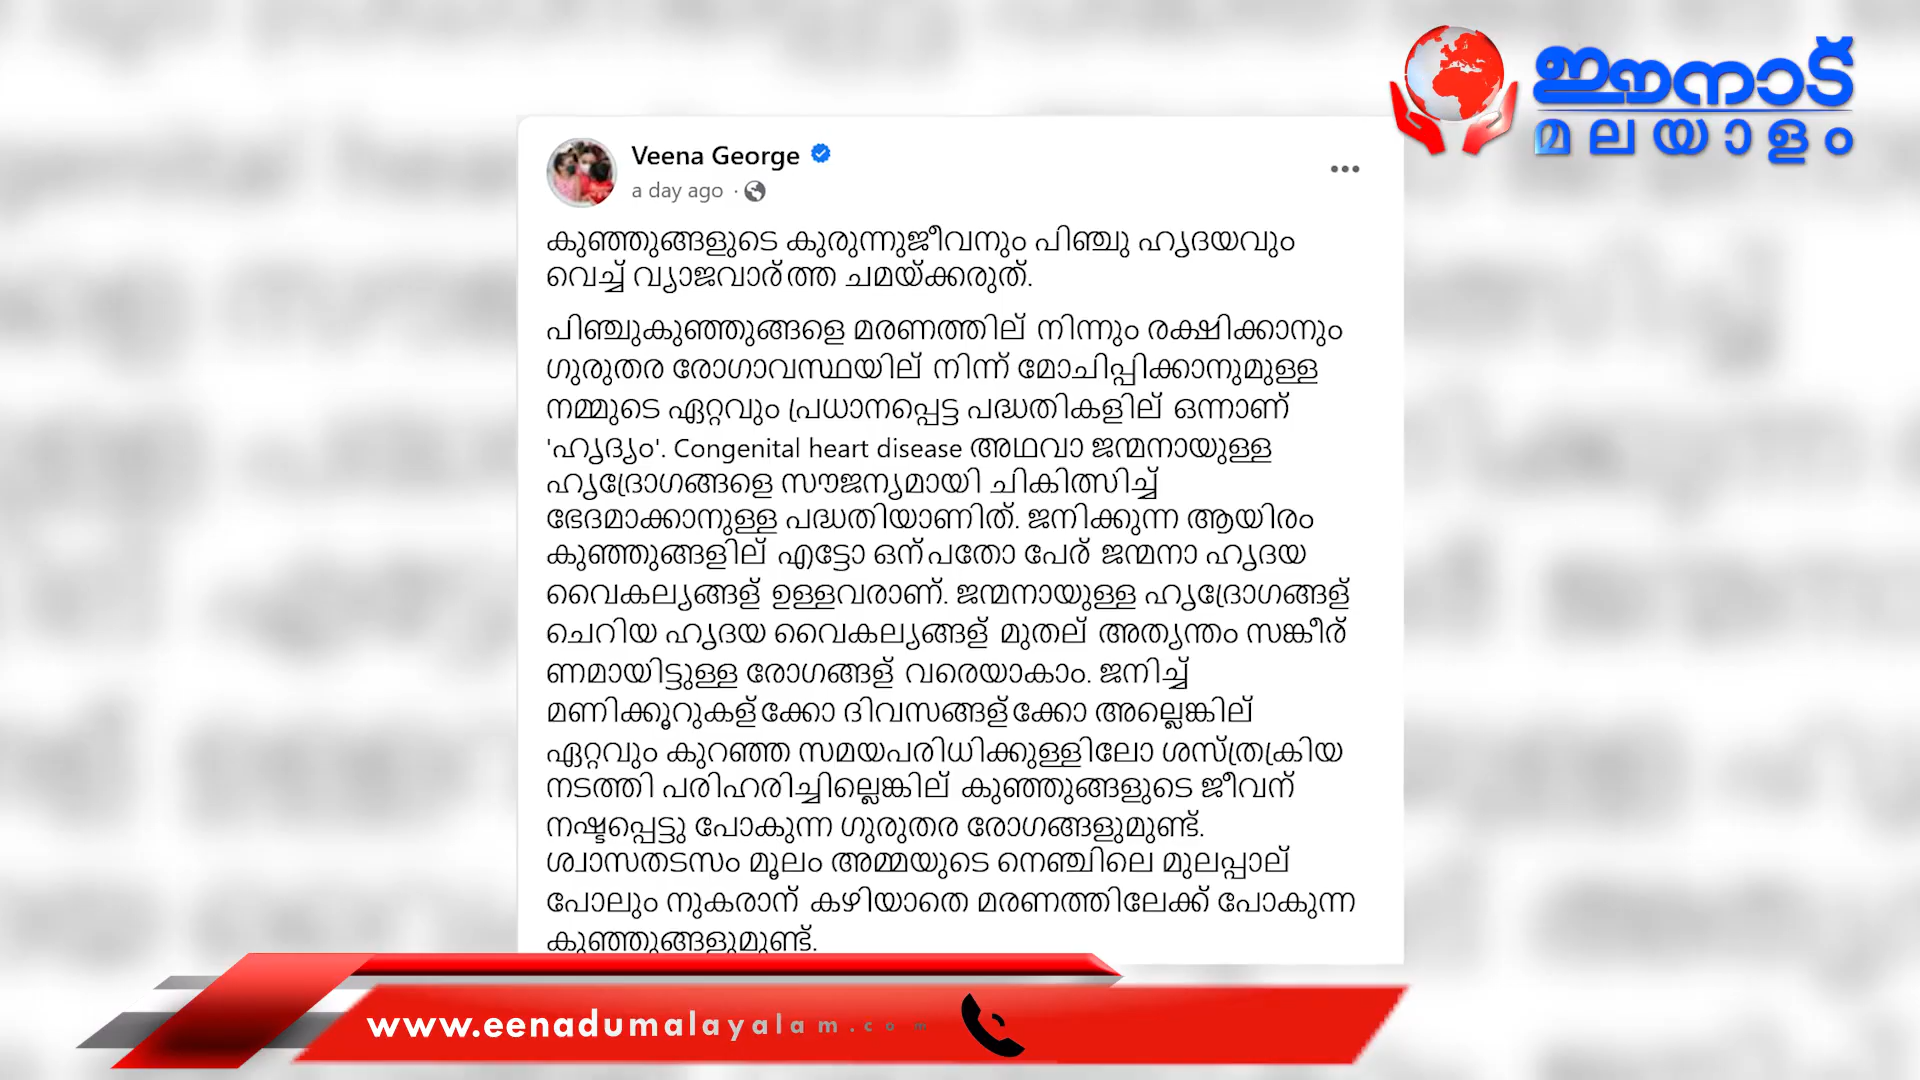 ഈനാട്
മലയാളം
Veena George
a day ago
കുഞ്ഞുങ്ങളുടെ കുരുന്നുജീവനും പിഞ്ചു ഹൃദയവും
വെച്ച് വ്യാജവാര്‍ത്ത ചമയ്ക്കരുത്.
പിഞ്ചുകുഞ്ഞുങ്ങളെ മരണത്തില്‍ നിന്നും രക്ഷിക്കാനും
ഗുരുതര രോഗാവസ്ഥയില്‍ നിന്ന് മോചിപ്പിക്കാനുമുള്ള
നമ്മുടെ ഏറ്റവും പ്രധാനപ്പെട്ട പദ്ധതികളില്‍ ഒന്നാണ്
'ഹൃദ്യം'. Congenital heart disease അഥവാ ജന്മനായുള്ള
ഹൃദ്രോഗങ്ങളെ സൗജന്യമായി ചികിത്സിച്ച്
ഭേദമാക്കാനുള്ള പദ്ധതിയാണിത്. ജനിക്കുന്ന ആയിരം
കുഞ്ഞുങ്ങളില്‍ എട്ടോ ഒന്‍പതോ പേര്‍ ജന്മനാ ഹൃദയ
വൈകല്യങ്ങള്‍ ഉള്ളവരാണ്. ജന്മനായുള്ള ഹൃദ്രോഗങ്ങള്‍
ചെറിയ ഹൃദയ വൈകല്യങ്ങള്‍ മുതല്‍ അത്യന്തം സങ്കീര്‍
ണമായിട്ടുള്ള രോഗങ്ങള്‍ വരെയാകാം. ജനിച്ച്
മണിക്കൂറുകള്‍ക്കോ ദിവസങ്ങള്‍ക്കോ അല്ലെങ്കില്‍
ഏറ്റവും കുറഞ്ഞ സമയപരിധിക്കുള്ളിലോ ശസ്ത്രക്രിയ
നടത്തി പരിഹരിച്ചില്ലെങ്കില്‍ കുഞ്ഞുങ്ങളുടെ ജീവന്‍
നഷ്ടപ്പെട്ടു പോകുന്ന ഗുരുതര രോഗങ്ങളുമുണ്ട്.
ശ്വാസതടസം മൂലം അമ്മയുടെ നെഞ്ചിലെ മുലപ്പാല്‍
പോലും നുകരാന്‍ കഴിയാതെ മരണത്തിലേക്ക് പോകുന്ന
കുഞ്ഞുങ്ങളുമുണ്ട്.
www.eenadumalayalam.com